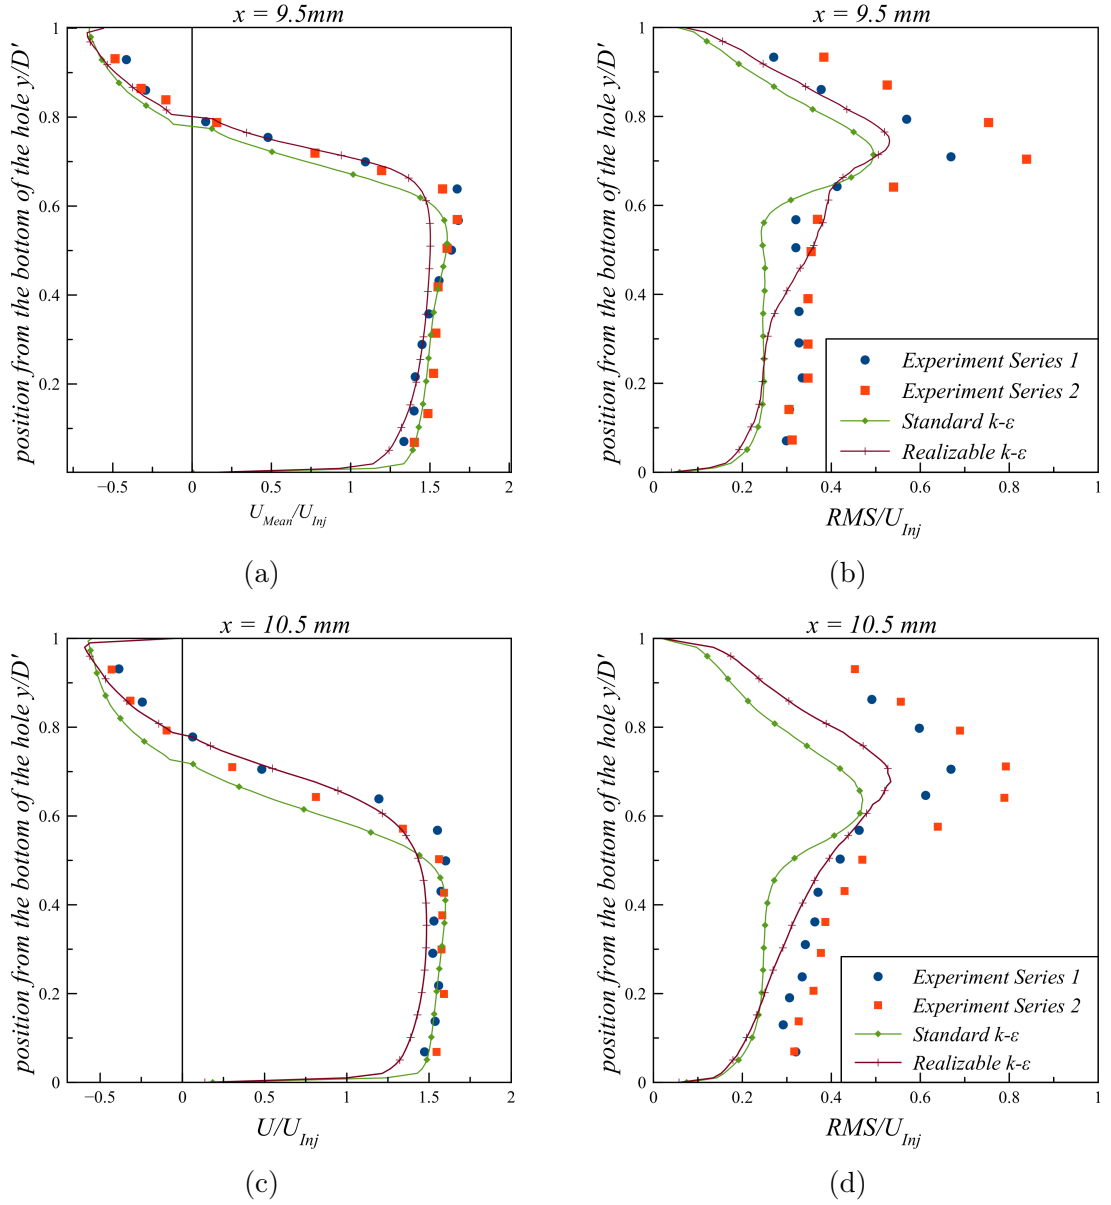 x = 9.5mm
position from the bottom of the hole y/D'
1
0.8
0.6
0.4
0.2
−0.5
0
0.5
1
1.5
2
U_Mean/U_Inj
(a)
x = 9.5 mm
position from the bottom of the hole y/D'
1
0.8
0.6
0.4
0.2
0
Experiment Series 1
Experiment Series 2
Standard k-ε
Realizable k-ε
0
0.2
0.4
0.6
0.8
1
RMS/U_Inj
(b)
x = 10.5 mm
position from the bottom of the hole y/D'
1
0.8
0.6
0.4
0.2
0
−0.5
0
0.5
1
1.5
2
U/U_Inj
(c)
x = 10.5 mm
position from the bottom of the hole y/D'
1
0.8
0.6
0.4
0.2
0
Experiment Series 1
Experiment Series 2
Standard k-ε
Realizable k-ε
0
0.2
0.4
0.6
0.8
1
RMS/U_Inj
(d)